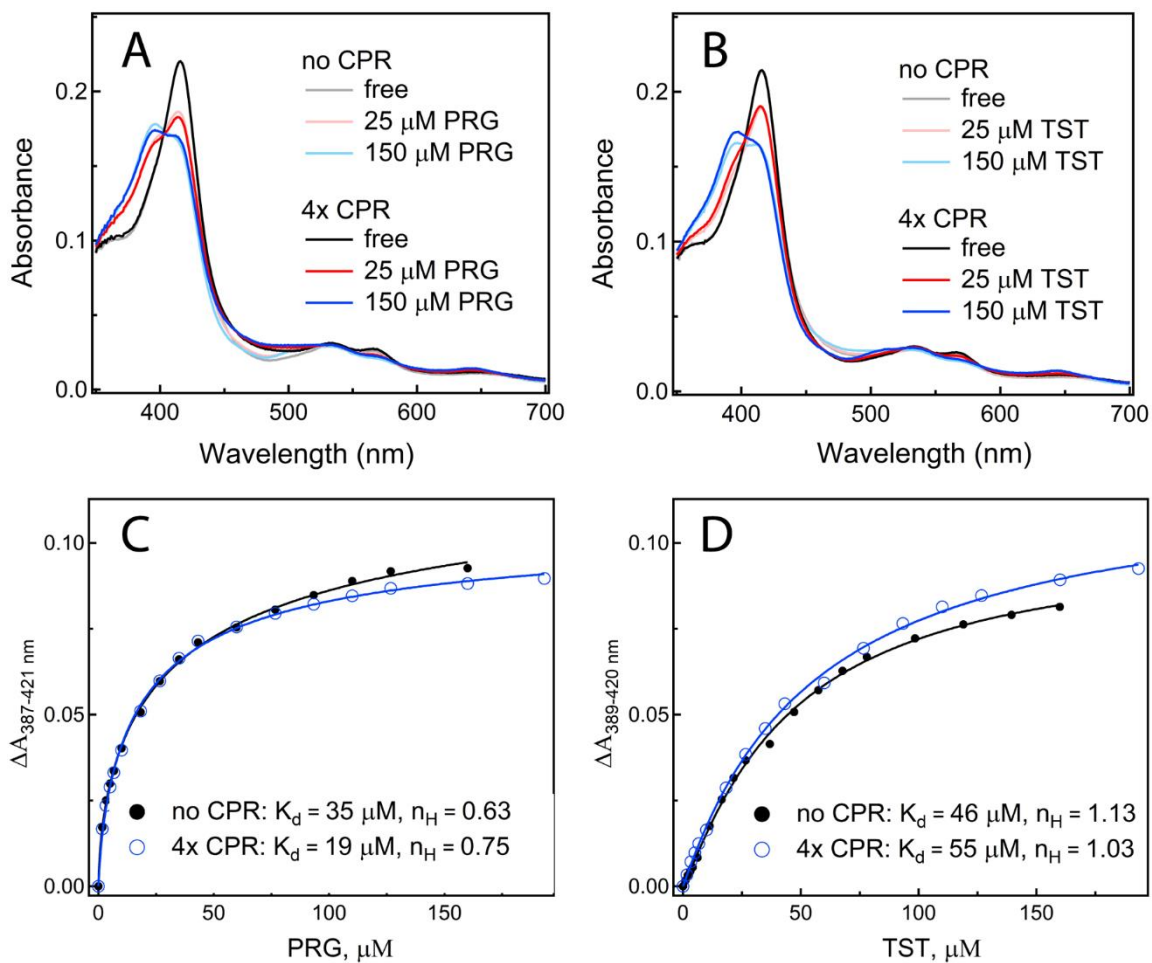 A
no CPR
free
25 μM PRG
150 μM PRG
4x CPR
free
25 μM PRG
150 μM PRG
Absorbance
0.2
0.1
0.0
400
500
600
700
Wavelength (nm)
B
no CPR
free
25 μM TST
150 μM TST
4x CPR
free
25 μM TST
150 μM TST
Absorbance
0.2
0.1
0.0
400
500
600
700
Wavelength (nm)
C
ΔA387-421 nm
0.10
0.05
0.00
no CPR: Kd = 35 μM, nH = 0.63
4x CPR: Kd = 19 μM, nH = 0.75
0
50
100
150
PRG, μM
D
ΔA389-420 nm
0.10
0.05
0.00
no CPR: Kd = 46 μM, nH = 1.13
4x CPR: Kd = 55 μM, nH = 1.03
0
50
100
150
TST, μM